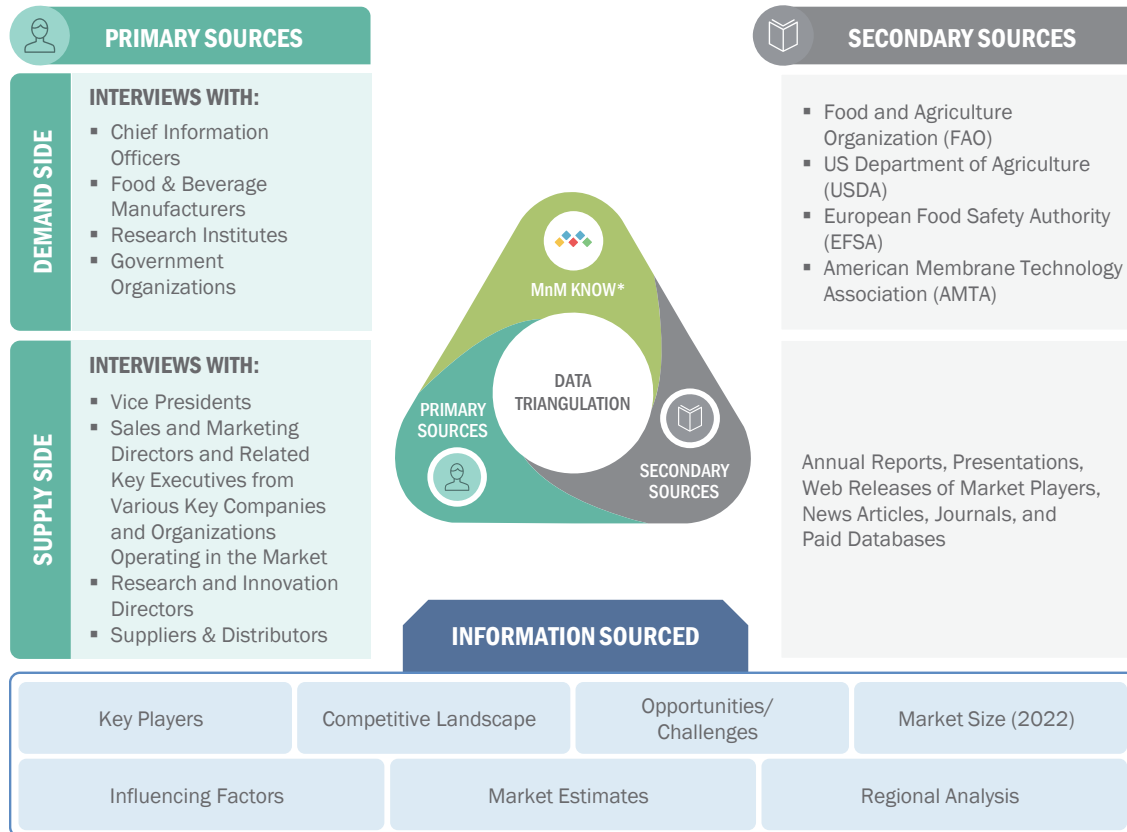 PRIMARY SOURCES
DEMAND SIDE
INTERVIEWS WITH:
▪ Chief Information
Officers
▪ Food & Beverage
Manufacturers
▪ Research Institutes
▪ Government
Organizations
SUPPLY SIDE
INTERVIEWS WITH:
▪ Vice Presidents
▪ Sales and Marketing
Directors and Related
Key Executives from
Various Key Companies
and Organizations
Operating in the Market
▪ Research and Innovation
Directors
▪ Suppliers & Distributors
MnM KNOW*
DATA
TRIANGULATION
PRIMARY
SOURCES
SECONDARY
SOURCES
SECONDARY SOURCES
▪ Food and Agriculture
Organization (FAO)
▪ US Department of Agriculture
(USDA)
▪ European Food Safety Authority
(EFSA)
▪ American Membrane Technology
Association (AMTA)
Annual Reports, Presentations,
Web Releases of Market Players,
News Articles, Journals, and
Paid Databases
INFORMATION SOURCED
Key Players
Competitive Landscape
Opportunities/
Challenges
Market Size (2022)
Influencing Factors
Market Estimates
Regional Analysis